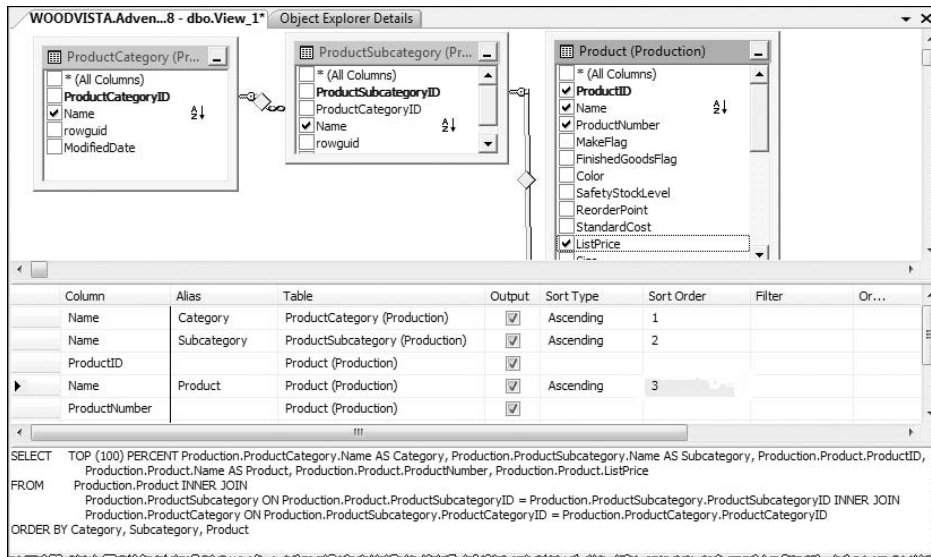 WOODVISTA.Adven...8 - dbo.View_1* Object Explorer Details
ProductCategory (Pr...
* (All Columns)
ProductCategoryID
Name
rowguid
ModifiedDate
ProductSubcategory (Pr...
* (All Columns)
ProductSubcategoryID
ProductCategoryID
Name
rowguid
Product (Production)
* (All Columns)
ProductID
Name
ProductNumber
MakeFlag
FinishedGoodsFlag
Color
SafetyStockLevel
ReorderPoint
StandardCost
ListPrice
Column Alias Table Output Sort Type Sort Order Filter Or...
Name Category ProductCategory (Production) Ascending 1
Name Subcategory ProductSubcategory (Production) Ascending 2
ProductID Product (Production)
Name Product Product (Production) Ascending 3
ProductNumber Product (Production)
SELECT TOP (100) PERCENT Production.ProductCategory.Name AS Category, Production.ProductSubcategory.Name AS Subcategory, Production.Product.ProductID,
Production.Product.Name AS Product, Production.Product.ProductNumber, Production.Product.ListPrice
FROM Production.Product INNER JOIN
Production.ProductSubcategory ON Production.Product.ProductSubcategoryID = Production.ProductSubcategory.ProductSubcategoryID INNER JOIN
Production.ProductCategory ON Production.ProductSubcategory.ProductCategoryID = Production.ProductCategory.ProductCategoryID
ORDER BY Category, Subcategory, Product